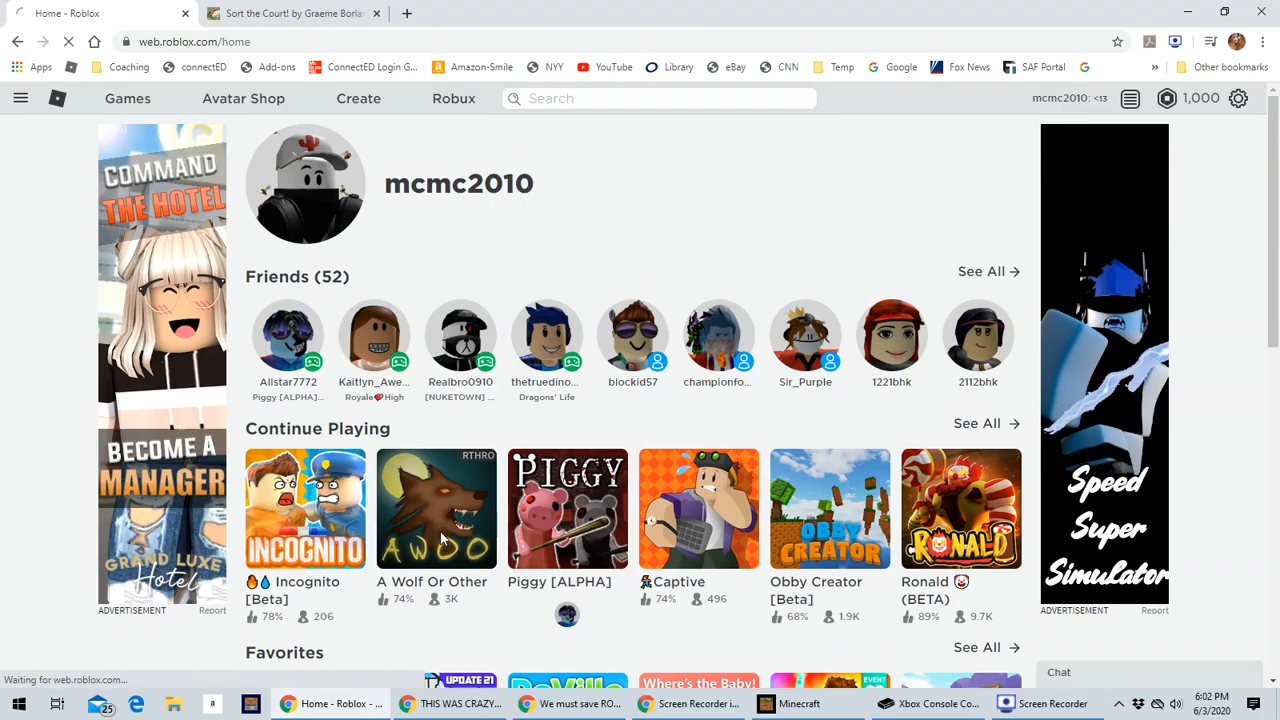 Home - Roblox
Sort the Court! by Graeme Borlan
web.roblox.com/home
Apps
Coaching
connectED
Add-ons
ConnectED Login G...
Amazon-Smile
NYY
YouTube
Library
eBay
CNN
Temp
Google
Fox News
SAF Portal
Other bookmarks
Games
Avatar Shop
Create
Robux
Search
mcmc2010: <13
1,000
COMMAND
THE HOTEL
BECOME A
MANAGER
GRAND LUXE
Hotel
ADVERTISEMENT
Report
mcmc2010
Friends (52)
See All
Allstar7772
Piggy [ALPHA]...
Kaitlyn_Awe...
Royale High
Realbro0910
[NUKETOWN] ...
thetruedino...
Dragons' Life
blockid57
championfo...
Sir_Purple
1221bhk
2112bhk
Continue Playing
See All
INCOGNITO
Incognito
[Beta]
78%
206
RTHRO
AWOO
A Wolf Or Other
74%
3K
PIGGY
Piggy [ALPHA]
Captive
74%
496
OBBY
CREATOR
Obby Creator
[Beta]
68%
1.9K
RONALD
Ronald
(BETA)
89%
9.7K
Speed
Super
Simulator
ADVERTISEMENT
Report
Favorites
See All
UPDATE 21
Where's the Baby!
EVENT
Chat
Waiting for web.roblox.com...
25
Home - Roblox - ...
THIS WAS CRAZY...
We must save RO...
Screen Recorder i...
Minecraft
Xbox Console Co...
Screen Recorder
6:02 PM
6/3/2020